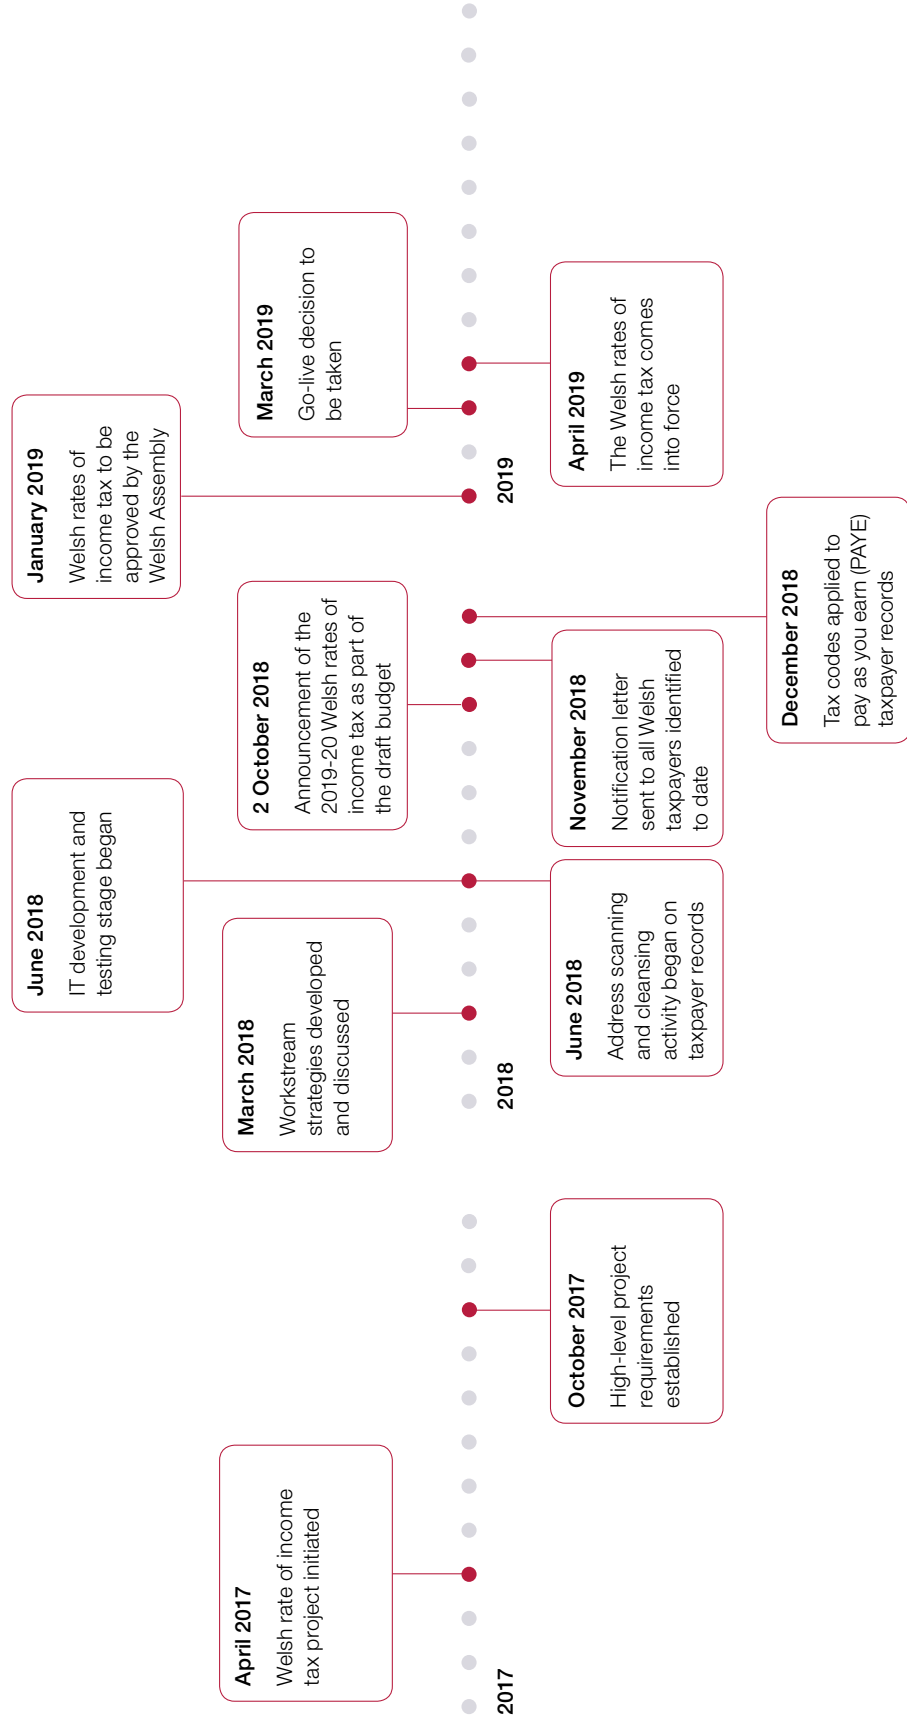 April 2017
Welsh rate of income
tax project initiated
March 2018
Workstream
strategies developed
and discussed
June 2018
IT development and
testing stage began
2 October 2018
Announcement of the
2019-20 Welsh rates of
income tax as part of
the draft budget
January 2019
Welsh rates of
income tax to be
approved by the
Welsh Assembly
March 2019
Go-live decision to
be taken
2017
2018
2019
October 2017
High-level project
requirements
established
June 2018
Address scanning
and cleansing
activity began on
taxpayer records
November 2018
Notification letter
sent to all Welsh
taxpayers identified
to date
December 2018
Tax codes applied to
pay as you earn (PAYE)
taxpayer records
April 2019
The Welsh rates of
income tax comes
into force